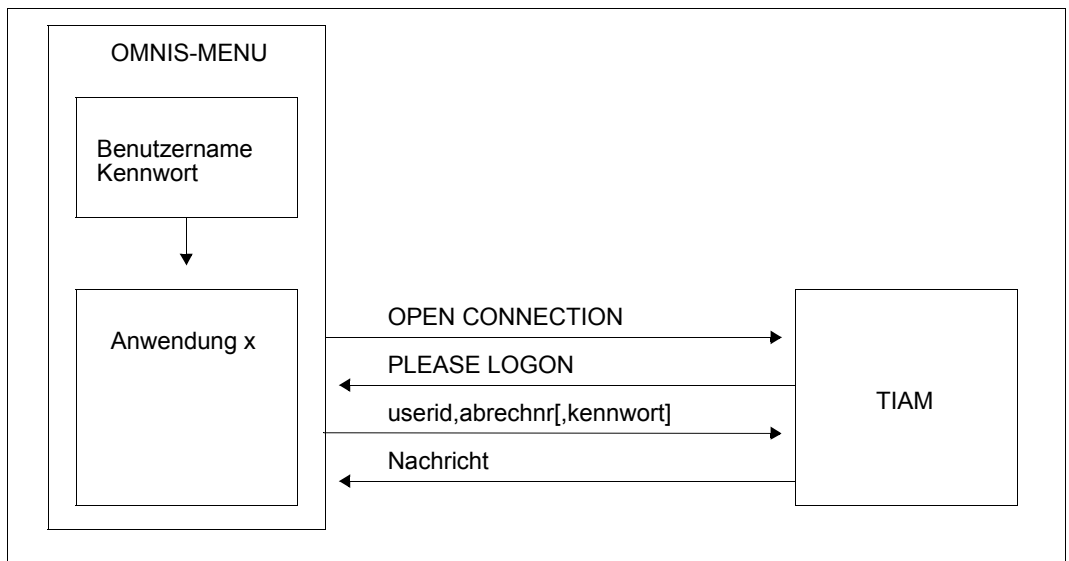 OMNIS-MENU
Benutzername
Kennwort
Anwendung x
OPEN CONNECTION
PLEASE LOGON
userid,abrechnr[,kennwort]
Nachricht
TIAM